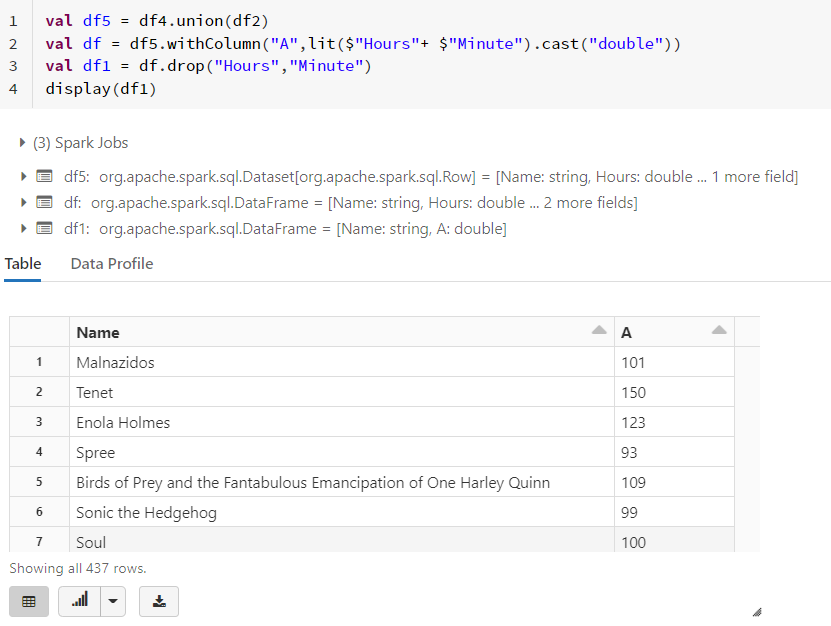 1 val df5 = df4.union(df2)
2 val df = df5.withColumn("A",lit($"Hours"+ $"Minute").cast("double"))
3 val df1 = df.drop("Hours","Minute")
4 display(df1)
(3) Spark Jobs
df5: org.apache.spark.sql.Dataset[org.apache.spark.sql.Row] = [Name: string, Hours: double ... 1 more field]
df: org.apache.spark.sql.DataFrame = [Name: string, Hours: double ... 2 more fields]
df1: org.apache.spark.sql.DataFrame = [Name: string, A: double]
Table Data Profile
Name A
1 Malnazidos 101
2 Tenet 150
3 Enola Holmes 123
4 Spree 93
5 Birds of Prey and the Fantabulous Emancipation of One Harley Quinn 109
6 Sonic the Hedgehog 99
7 Soul 100
Showing all 437 rows.